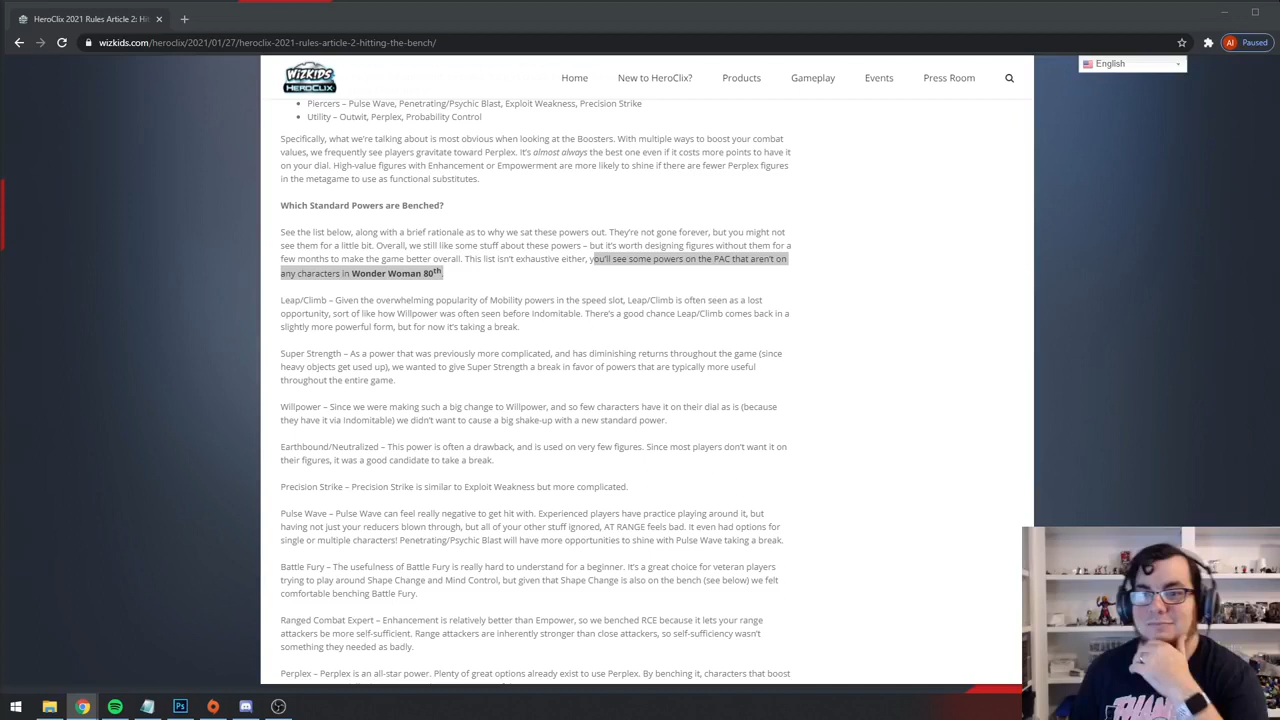 HeroClix 2021 Rules Article 2: Hit
wizkids.com/heroclix/2021/01/27/heroclix-2021-rules-article-2-hitting-the-bench/
AI Paused
WIZKIDS
HEROCLIX
Home New to HeroClix? Products Gameplay Events Press Room
English
• Piercers – Pulse Wave, Penetrating/Psychic Blast, Exploit Weakness, Precision Strike
• Utility – Outwit, Perplex, Probability Control
Specifically, what we're talking about is most obvious when looking at the Boosters. With multiple ways to boost your combat
values, we frequently see players gravitate toward Perplex. It's almost always the best one even if it costs more points to have it
on your dial. High-value figures with Enhancement or Empowerment are more likely to shine if there are fewer Perplex figures
in the metagame to use as functional substitutes.
Which Standard Powers are Benched?
See the list below, along with a brief rationale as to why we sat these powers out. They're not gone forever, but you might not
see them for a little bit. Overall, we still like some stuff about these powers – but it's worth designing figures without them for a
few months to make the game better overall. This list isn't exhaustive either, you'll see some powers on the PAC that aren't on
any characters in Wonder Woman 80th.
Leap/Climb – Given the overwhelming popularity of Mobility powers in the speed slot, Leap/Climb is often seen as a lost
opportunity, sort of like how Willpower was often seen before Indomitable. There's a good chance Leap/Climb comes back in a
slightly more powerful form, but for now it's taking a break.
Super Strength – As a power that was previously more complicated, and has diminishing returns throughout the game (since
heavy objects get used up), we wanted to give Super Strength a break in favor of powers that are typically more useful
throughout the entire game.
Willpower – Since we were making such a big change to Willpower, and so few characters have it on their dial as is (because
they have it via Indomitable) we didn't want to cause a big shake-up with a new standard power.
Earthbound/Neutralized – This power is often a drawback, and is used on very few figures. Since most players don't want it on
their figures, it was a good candidate to take a break.
Precision Strike – Precision Strike is similar to Exploit Weakness but more complicated.
Pulse Wave – Pulse Wave can feel really negative to get hit with. Experienced players have practice playing around it, but
having not just your reducers blown through, but all of your other stuff ignored, AT RANGE feels bad. It even had options for
single or multiple characters! Penetrating/Psychic Blast will have more opportunities to shine with Pulse Wave taking a break.
Battle Fury – The usefulness of Battle Fury is really hard to understand for a beginner. It's a great choice for veteran players
trying to play around Shape Change and Mind Control, but given that Shape Change is also on the bench (see below) we felt
comfortable benching Battle Fury.
Ranged Combat Expert – Enhancement is relatively better than Empower, so we benched RCE because it lets your range
attackers be more self-sufficient. Range attackers are inherently stronger than close attackers, so self-sufficiency wasn't
something they needed as badly.
Perplex – Perplex is an all-star power. Plenty of great options already exist to use Perplex. By benching it, characters that boost